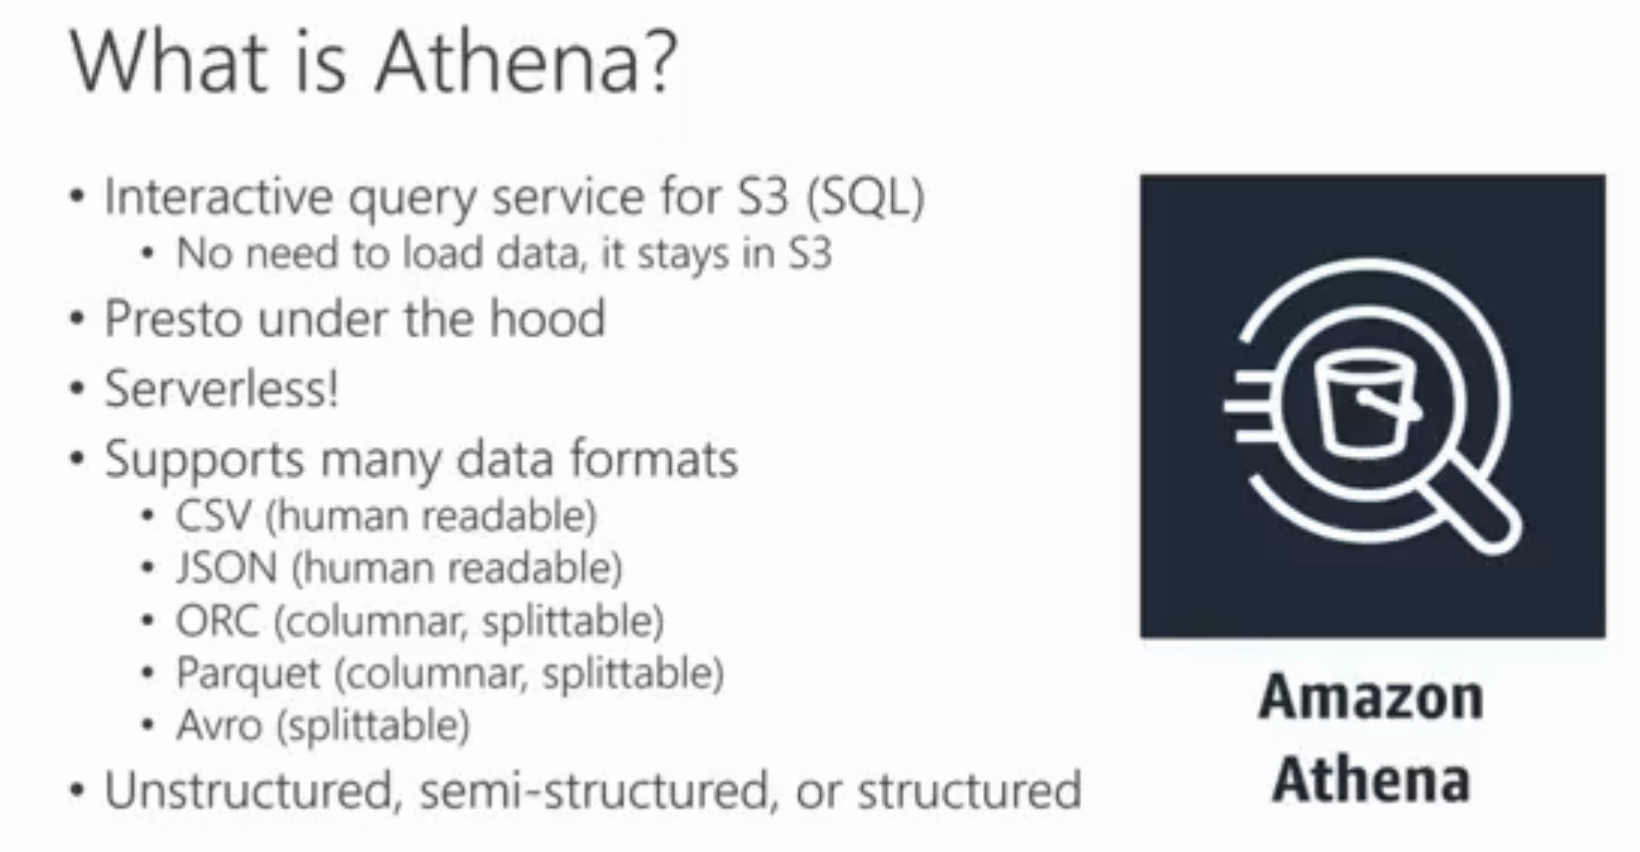 What is Athena?
• Interactive query service for S3 (SQL)
• No need to load data, it stays in S3
• Presto under the hood
• Serverless!
• Supports many data formats
• CSV (human readable)
• JSON (human readable)
• ORC (columnar, splittable)
• Parquet (columnar, splittable)
• Avro (splittable)
• Unstructured, semi-structured, or structured
Amazon
Athena